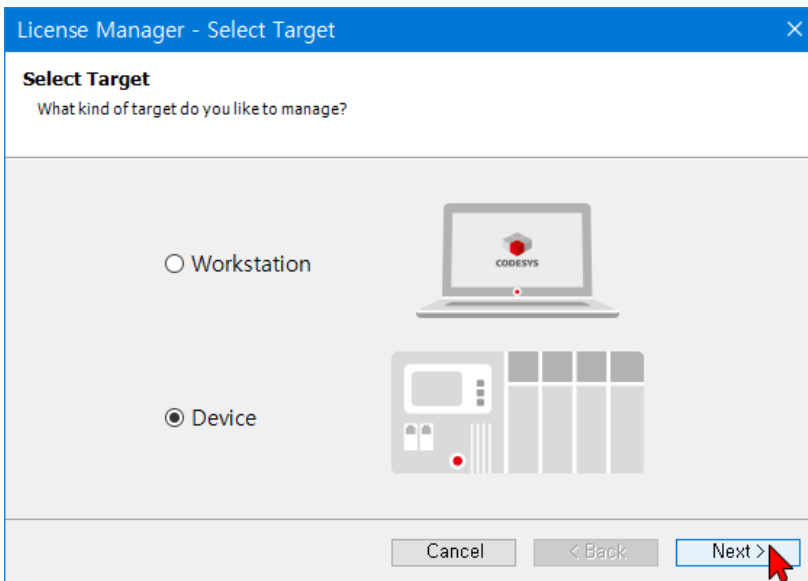 License Manager - Select Target
Select Target
What kind of target do you like to manage?
Workstation
CODESYS
Device
Cancel
< Back
Next >